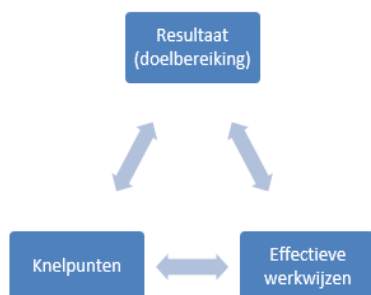 Resultaat
(doelbereiking)
Knelpunten
Effectieve
werkwijzen